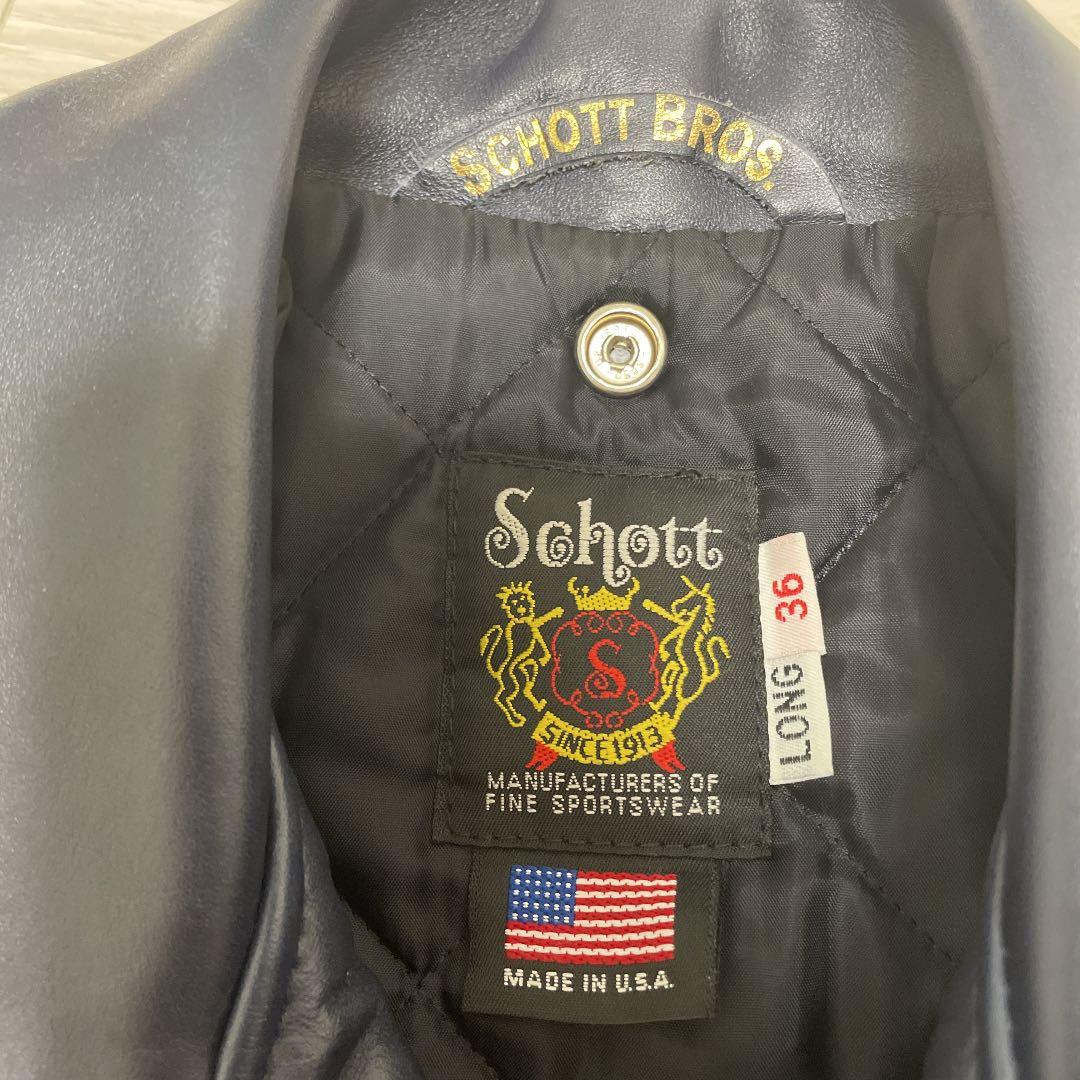 SCHOTT BROS.
Schott
S
SINCE 1913
MANUFACTURERS OF
FINE SPORTSWEAR
36
LONG
MADE IN U.S.A.